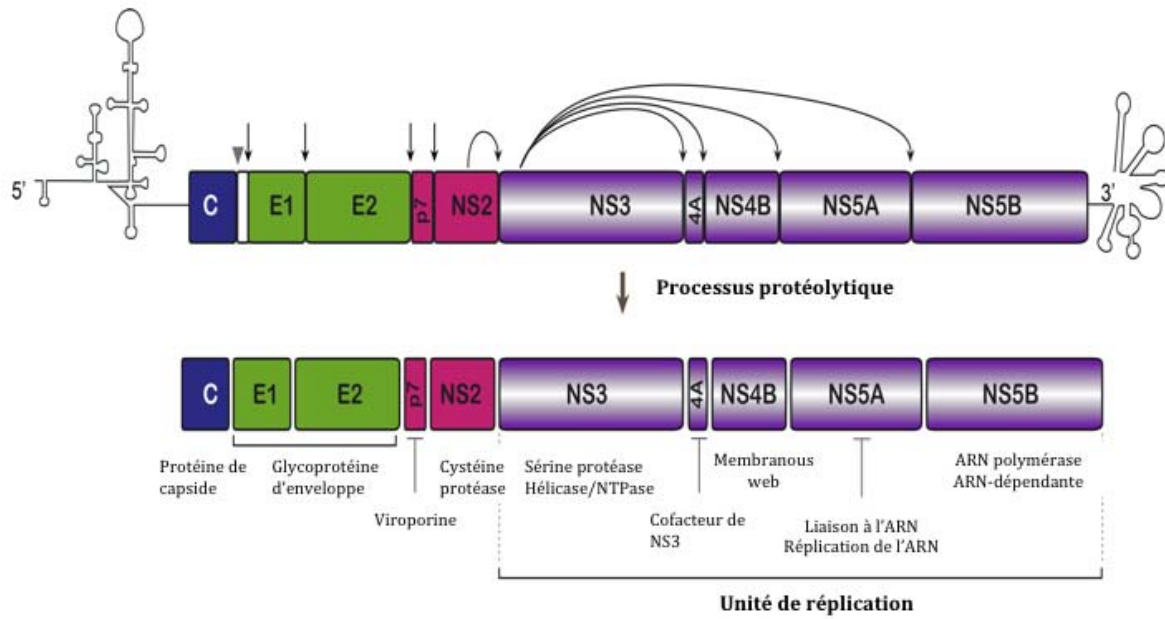 5'
C
E1
E2
p7
NS2
NS3
4A
NS4B
NS5A
NS5B
3'
Processus protéolytique
C
E1
E2
p7
NS2
NS3
4A
NS4B
NS5A
NS5B
Protéine de
capside
Glycoprotéine
d'enveloppe
Viroporine
Cystéine
protéase
Sérine protéase
Hélicase/NTPase
Cofacteur de
NS3
Membranous
web
Liaison à l'ARN
Réplication de l'ARN
ARN polymérase
ARN-dépendante
Unité de réplication